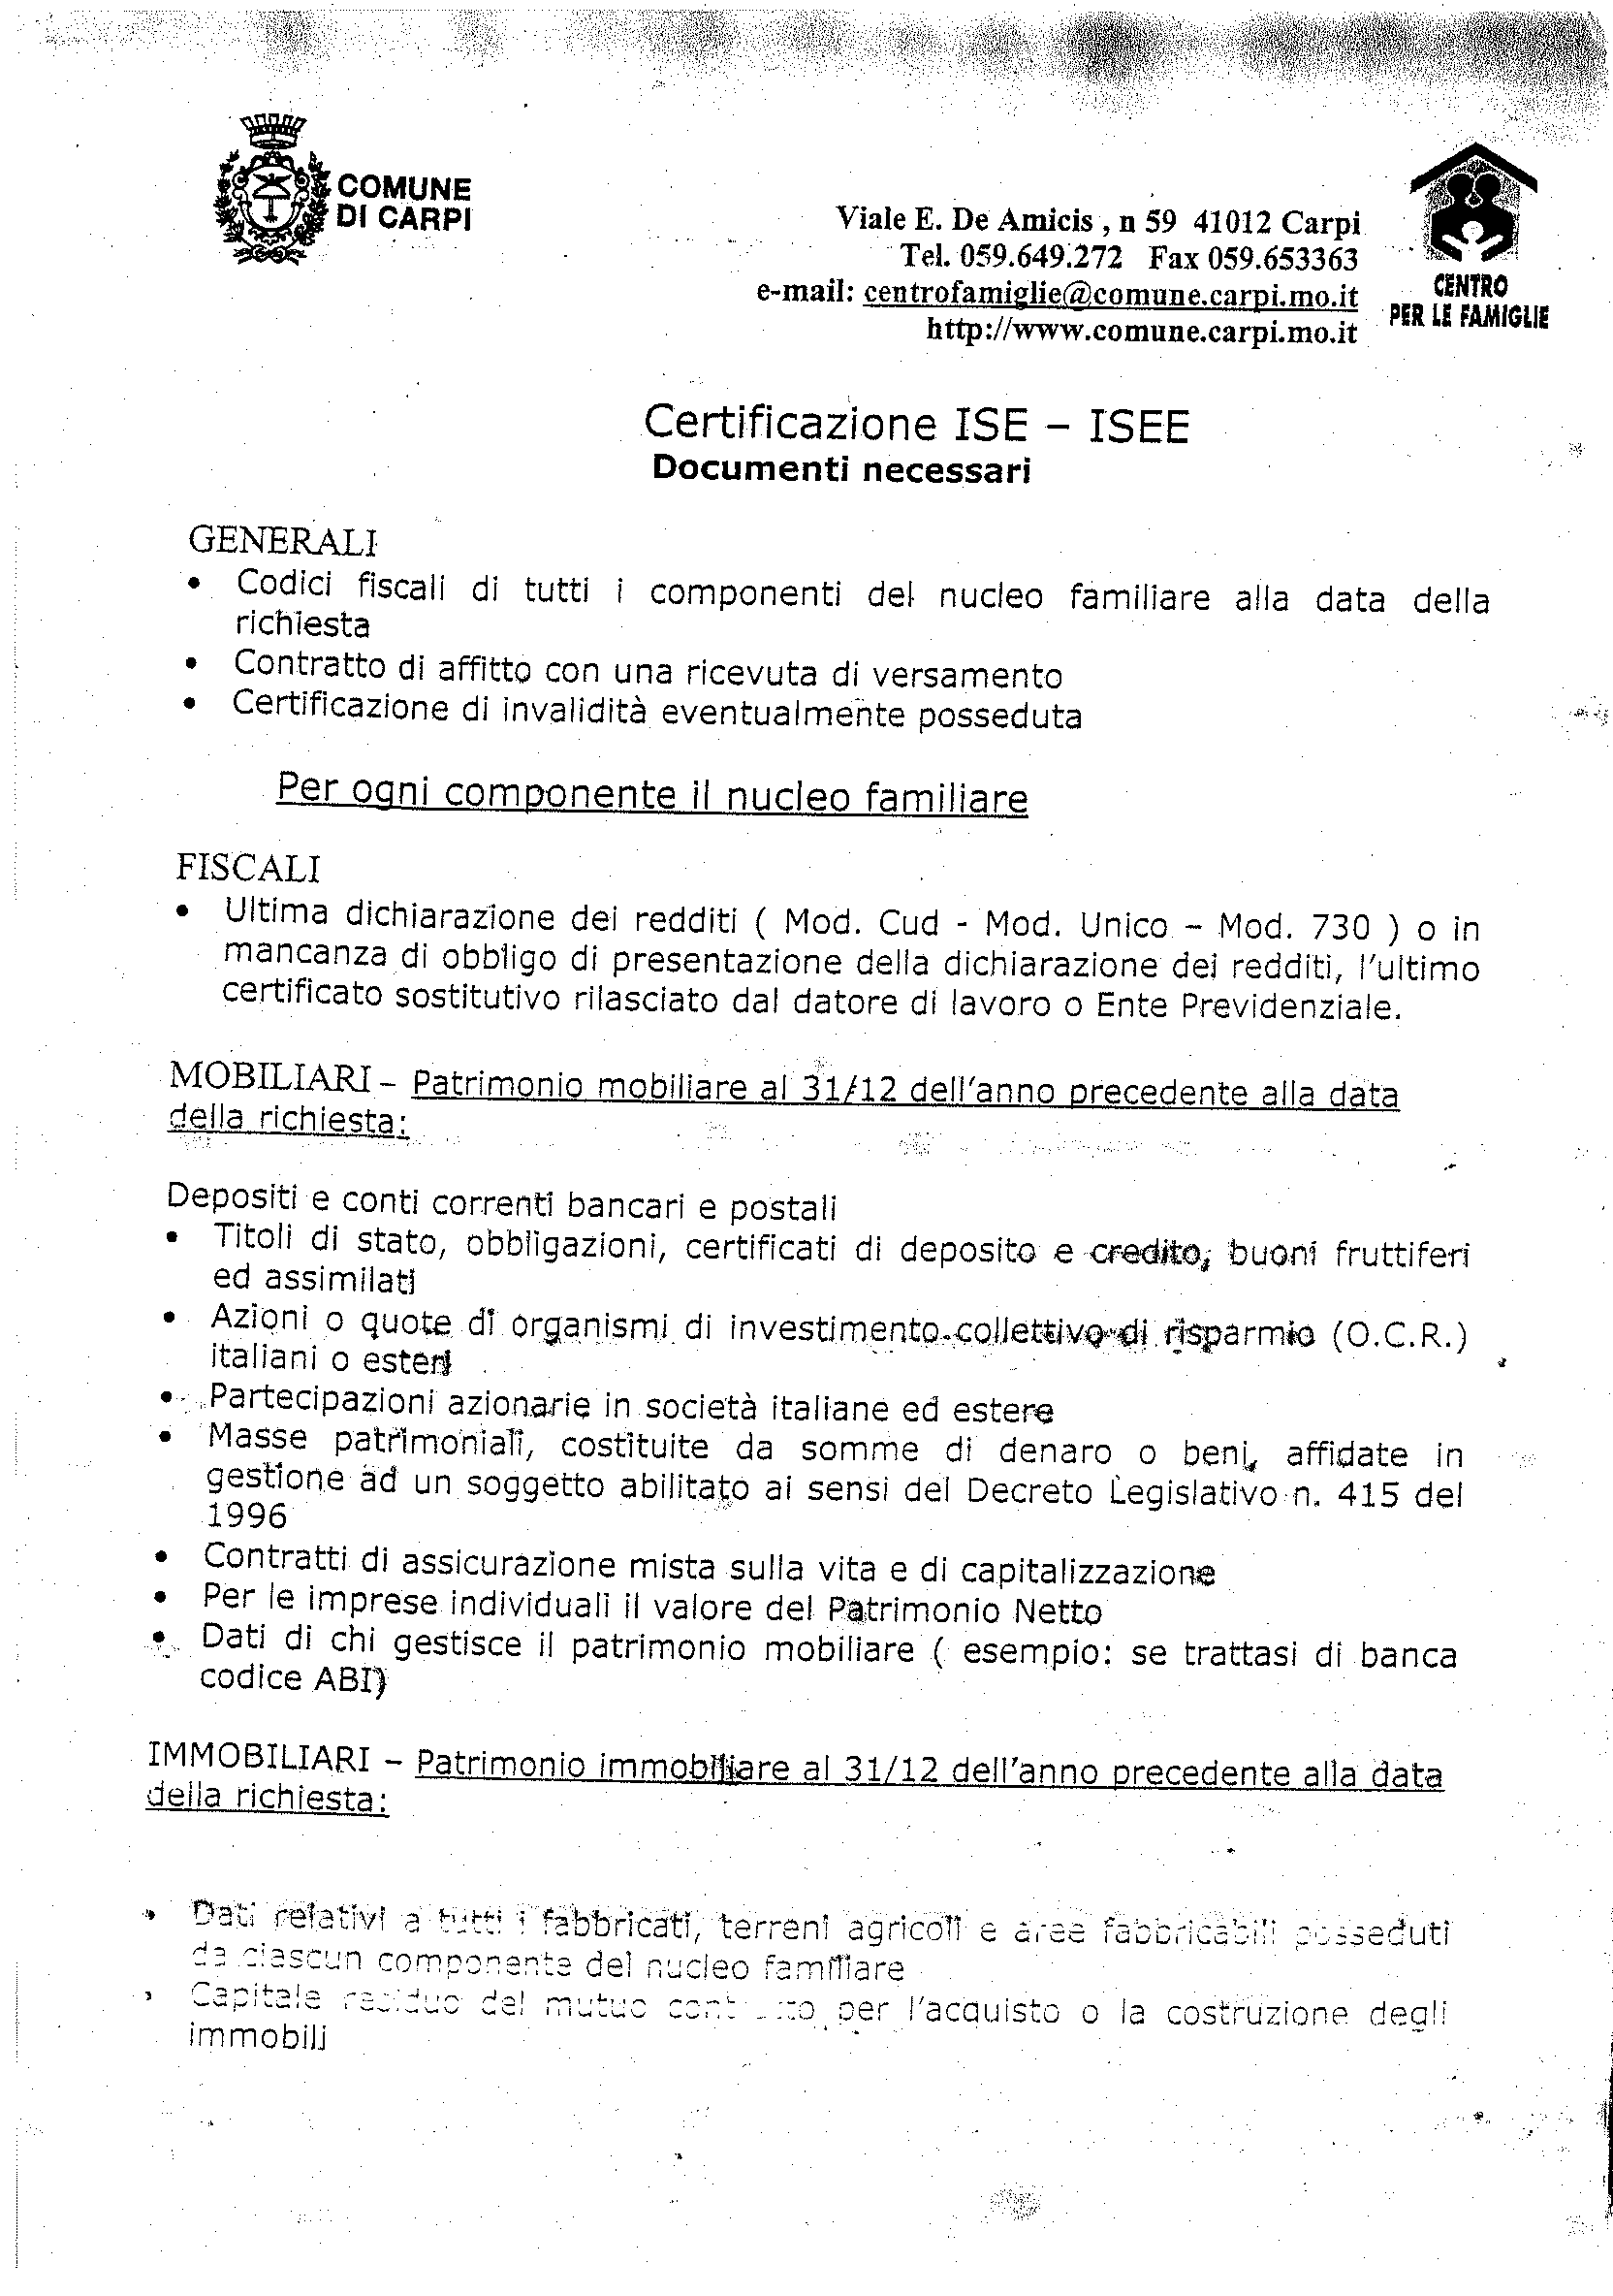 COMUNE
DI CARPI
Viale E. De Amicis , n 59 41012 Carpi
Tel. 059.649.272 Fax 059.653363
e-mail: centrofamiglie@comune.carpi.mo.it
http://www.comune.carpi.mo.it
CENTRO
PER LE FAMIGLIE
Certificazione ISE – ISEE
Documenti necessari
GENERALI
• Codici fiscali di tutti i componenti del nucleo familiare alla data della
richiesta
• Contratto di affitto con una ricevuta di versamento
• Certificazione di invalidità eventualmente posseduta
Per ogni componente il nucleo familiare
FISCALI
• Ultima dichiarazione dei redditi ( Mod. Cud - Mod. Unico – Mod. 730 ) o in
mancanza di obbligo di presentazione della dichiarazione dei redditi, l'ultimo
certificato sostitutivo rilasciato dal datore di lavoro o Ente Previdenziale.
MOBILIARI – Patrimonio mobiliare al 31/12 dell'anno precedente alla data
della richiesta:
Depositi e conti correnti bancari e postali
• Titoli di stato, obbligazioni, certificati di deposito e credito, buoni fruttiferi
ed assimilati
• Azioni o quote di organismi di investimento collettivo di risparmio (O.C.R.)
italiani o esteri
• Partecipazioni azionarie in società italiane ed estere
• Masse patrimoniali, costituite da somme di denaro o beni, affidate in
gestione ad un soggetto abilitato ai sensi del Decreto Legislativo n. 415 del
1996
• Contratti di assicurazione mista sulla vita e di capitalizzazione
• Per le imprese individuali il valore del Patrimonio Netto
• Dati di chi gestisce il patrimonio mobiliare ( esempio: se trattasi di banca
codice ABI)
IMMOBILIARI – Patrimonio immobiliare al 31/12 dell'anno precedente alla data
della richiesta:
• Dati relativi a tutti i fabbricati, terreni agricoli e aree fabbricabili posseduti
da ciascun componente del nucleo familiare
• Capitale residuo del mutuo per l'acquisto o la costruzione degli
immobili